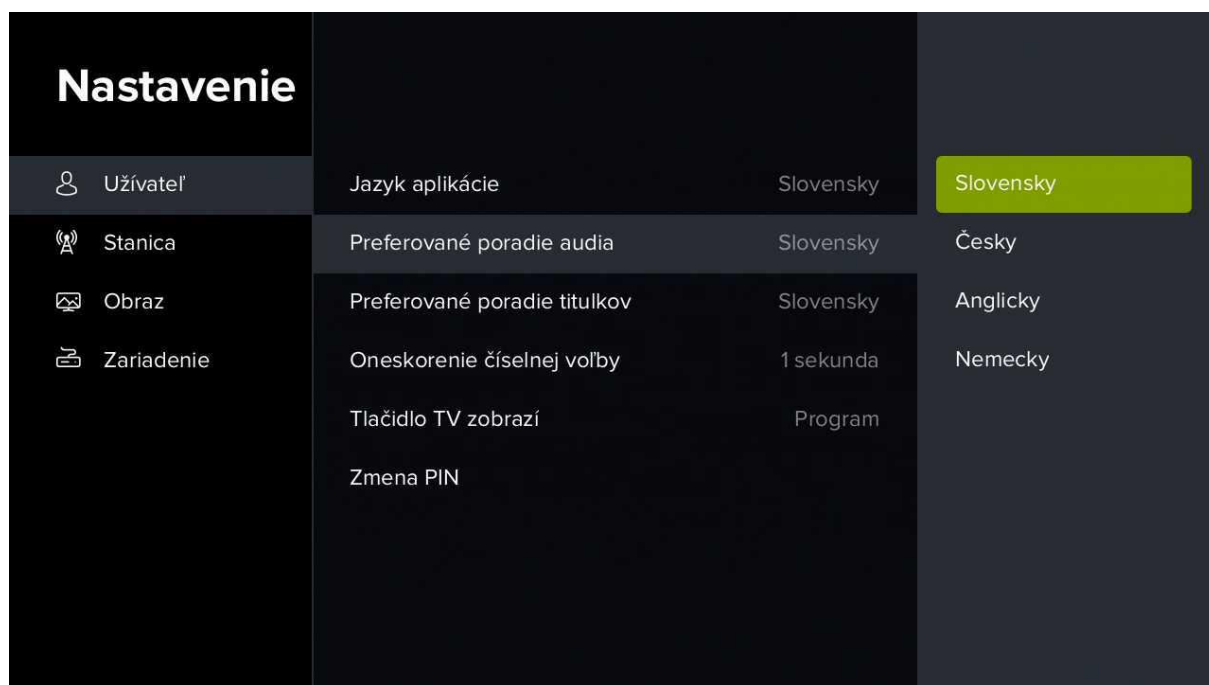 Nastavenie
Užívateľ
Stanica
Obraz
Zariadenie
Jazyk aplikácie Slovensky
Preferované poradie audia Slovensky
Preferované poradie titulkov Slovensky
Oneskorenie číselnej voľby 1 sekunda
Tlačidlo TV zobrazí Program
Zmena PIN
Slovensky
Česky
Anglicky
Nemecky